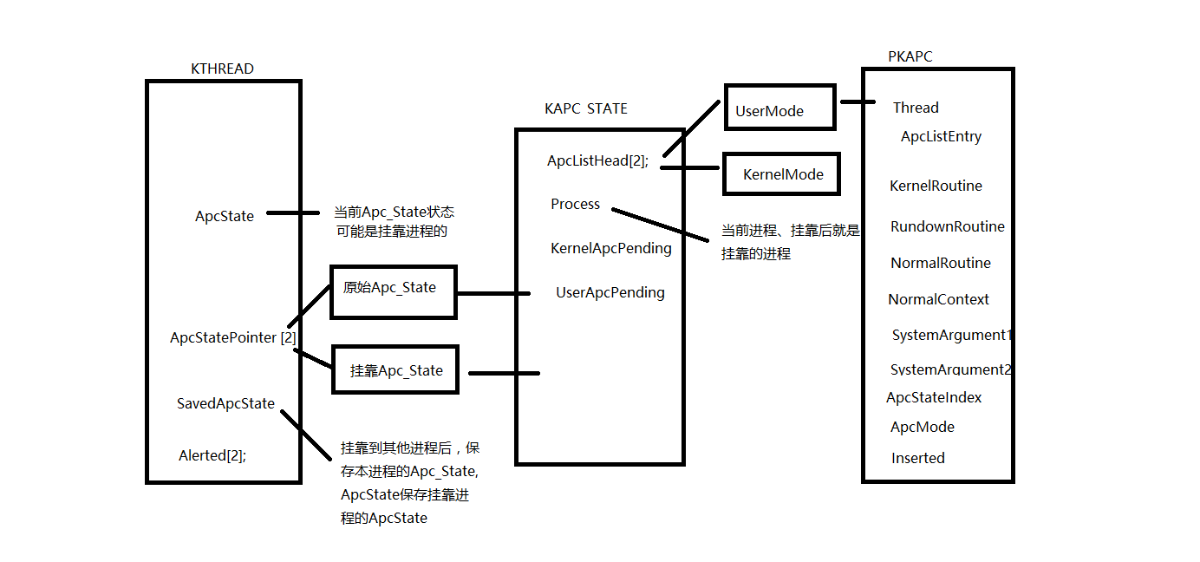 KTHREAD
ApcState
ApcStatePointer [2]
SavedApcState
Alerted[2];
当前Apc_State状态
可能是挂靠进程的
原始Apc_State
挂靠Apc_State
挂靠到其他进程后，保
存本进程的Apc_State,
ApcState保存挂靠进
程的ApcState
KAPC STATE
ApcListHead[2];
Process
KernelApcPending
UserApcPending
UserMode
KernelMode
当前进程、挂靠后就是
挂靠的进程
PKAPC
Thread
ApcListEntry
KernelRoutine
RundownRoutine
NormalRoutine
NormalContext
SystemArgument1
SystemArgument2
ApcStateIndex
ApcMode
Inserted